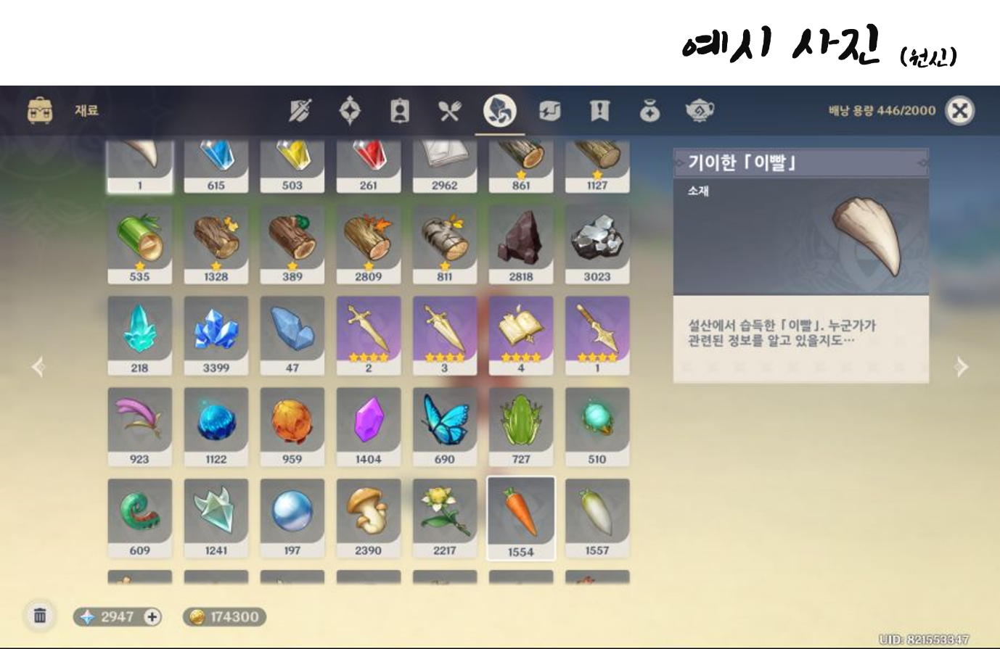 예시 사진 (원신)
재료
배낭 용량 446/2000
1 615 503 261 2962 861 1127
535 1328 389 2809 811 2818 3023
218 3399 47 2 3 4 1
923 1122 959 1404 690 727 510
609 1241 197 2390 2217 1554 1557
기이한 「이빨」
소재
설산에서 습득한 「이빨」. 누군가가
관련된 정보를 알고 있을지도…
2947 174300
UID: 821553347